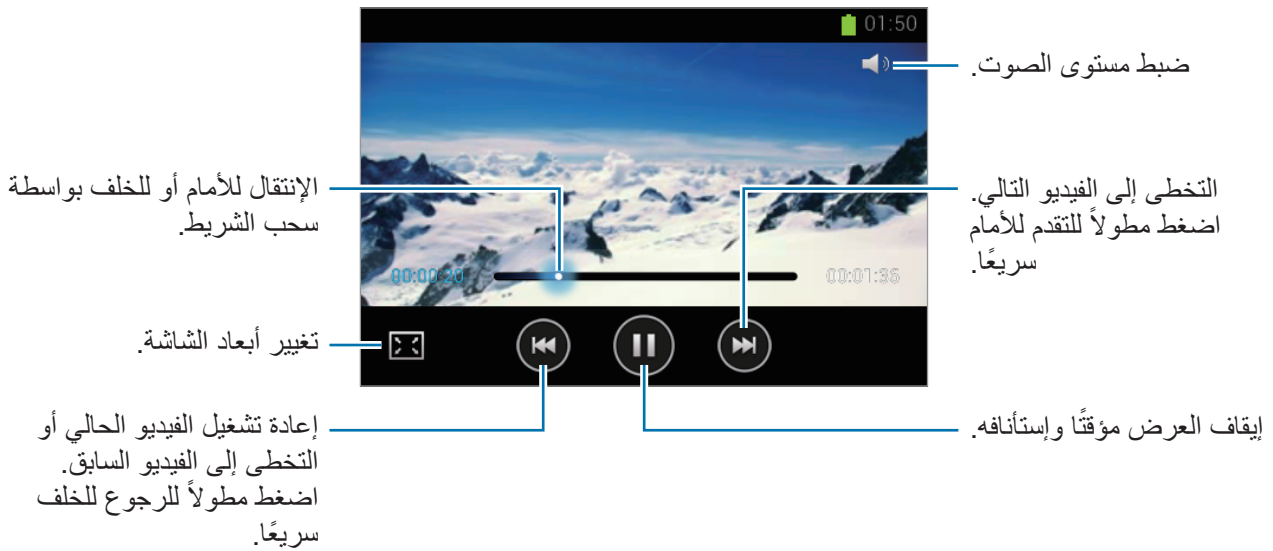 01:50
ضبط مستوى الصوت.
الإنتقال للأمام أو للخلف بواسطة
سحب الشريط.
التخطى إلى الفيديو التالي.
اضغط مطولاً للتقدم للأمام
سريعًا.
00:00:20
00:01:35
تغيير أبعاد الشاشة.
إعادة تشغيل الفيديو الحالي أو
التخطى إلى الفيديو السابق.
اضغط مطولاً للرجوع للخلف
سريعًا.
إيقاف العرض مؤقتًا وإستأنافه.